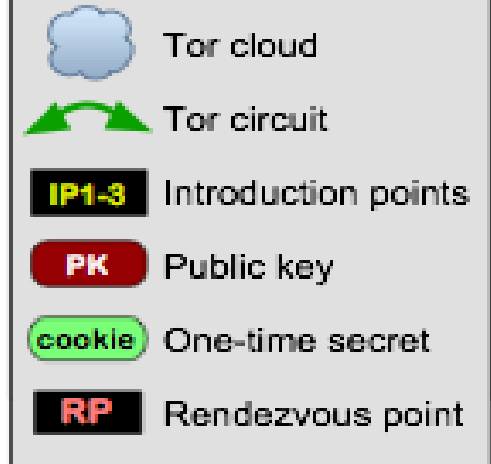 Tor cloud
Tor circuit
IP1-3 Introduction points
PK Public key
cookie One-time secret
RP Rendezvous point